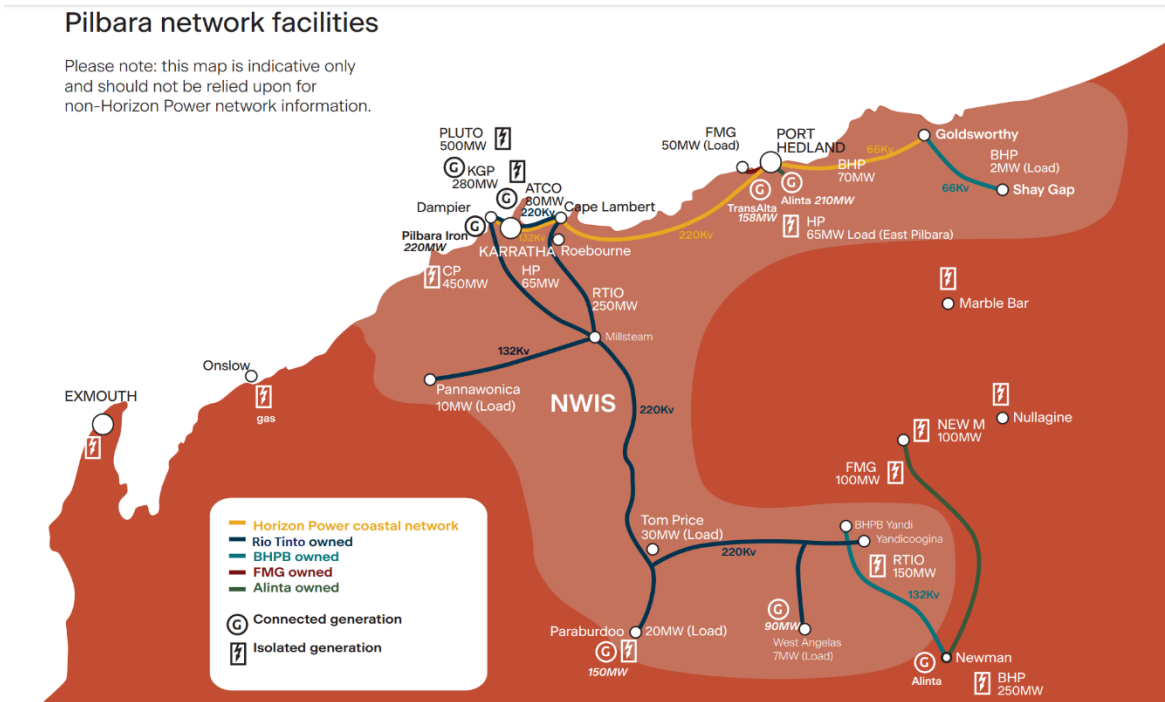 Pilbara network facilities
Please note: this map is indicative only
and should not be relied upon for
non-Horizon Power network information.
PLUTO
500MW
KGP
280MW
G
G
ATCO
80MW
220Kv
Dampier
G
Pilbara Iron
220MW
132Kv
KARRATHA
Cape Lambert
Roebourne
CP
450MW
HP
65MW
RTIO
250MW
220Kv
FMG
50MW (Load)
PORT
HEDLAND
G
TransAlta
158MW
G
Alinta 210MW
HP
65MW Load (East Pilbara)
66Kv
BHP
70MW
Goldsworthy
BHP
2MW (Load)
66Kv
Shay Gap
Marble Bar
Millsteam
132Kv
Pannawonica
10MW (Load)
NWIS
220Kv
Onslow
gas
EXMOUTH
Nullagine
NEW M
100MW
FMG
100MW
Tom Price
30MW (Load)
220Kv
BHPB Yandi
Yandicoogina
RTIO
150MW
132Kv
Paraburdoo
20MW (Load)
G
150MW
G
90MW
West Angelas
7MW (Load)
G
Alinta
Newman
BHP
250MW
Horizon Power coastal network
Rio Tinto owned
BHPB owned
FMG owned
Alinta owned
G
Connected generation
Isolated generation